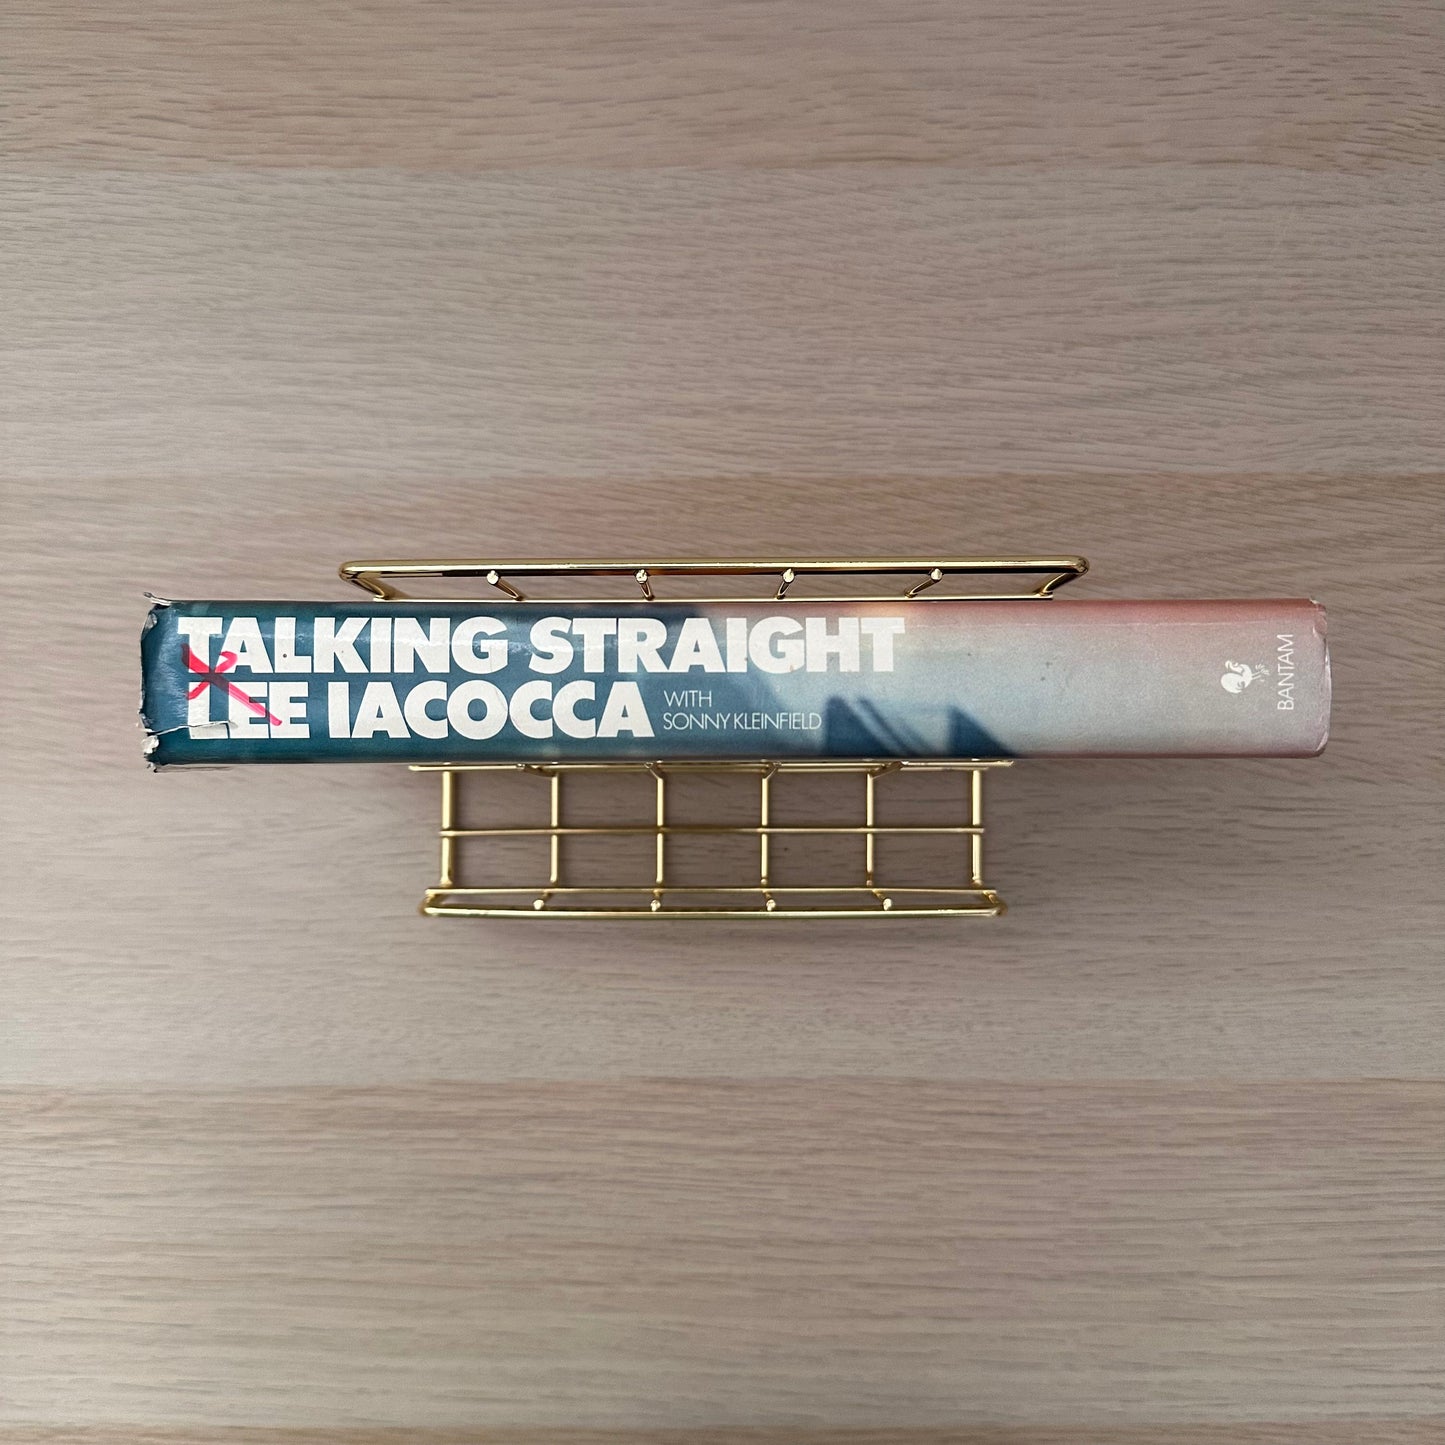 TALKING STRAIGHT
LEE IACOCCA
WITH
SONNY KLEINFIELD
BANTAM